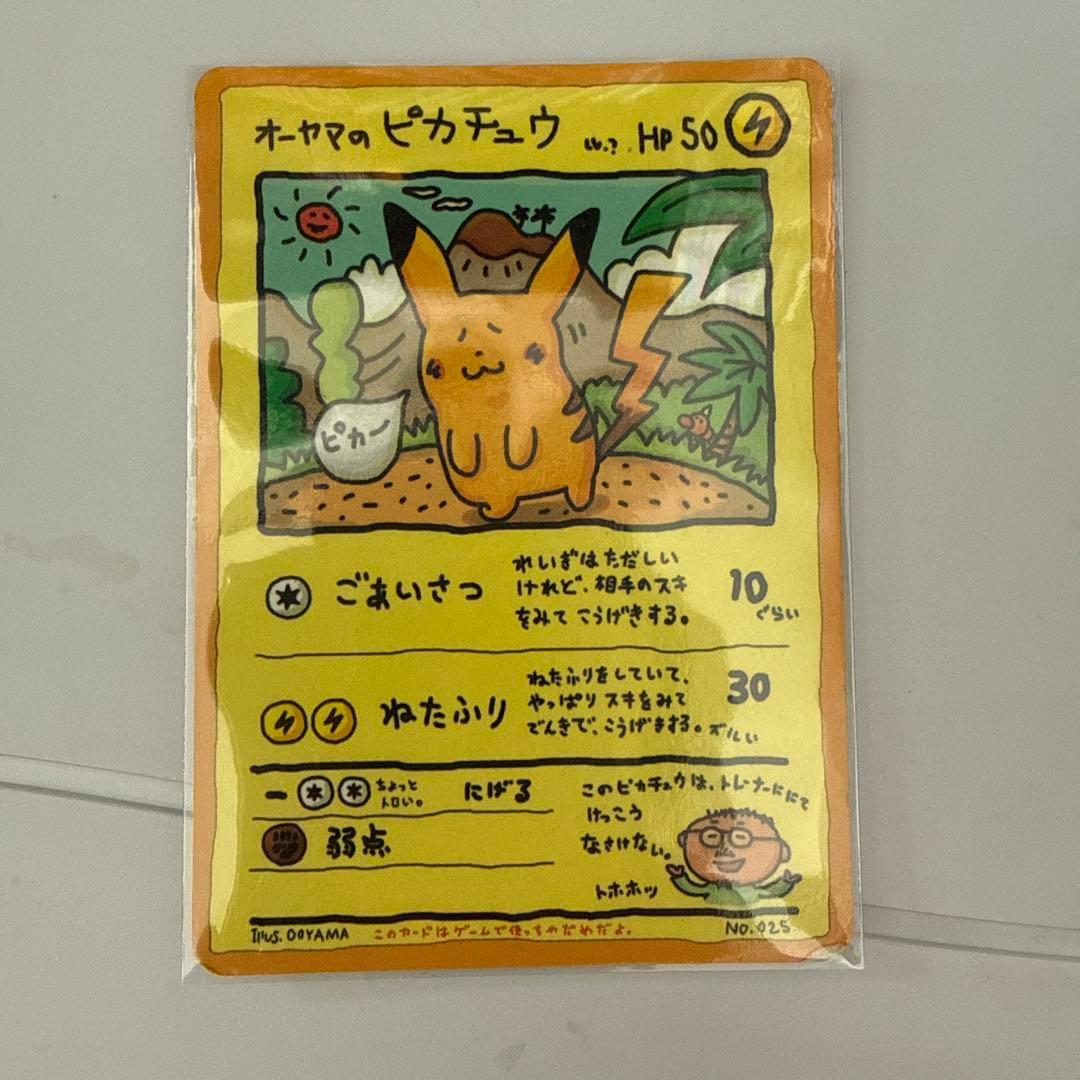 オーヤマの ピカチュウ LV.? HP 50
ピカー
ごあいさつ
れいぎはただしい
けれど、相手のスキ
をみて こうげきする。
10
ぐらい
ねたふり
ねたふりをしていて、
やっぱり スキをみて
でんきで、こうげきする。ズルい
30
ちょっと
トロい。
にげる
弱点
このピカチュウは、トレーナーににて
けっこう
なさけない。
トホホッ
Illus. OOYAMA
このカードはゲームで使っちゃだめだよ。
NO. 025